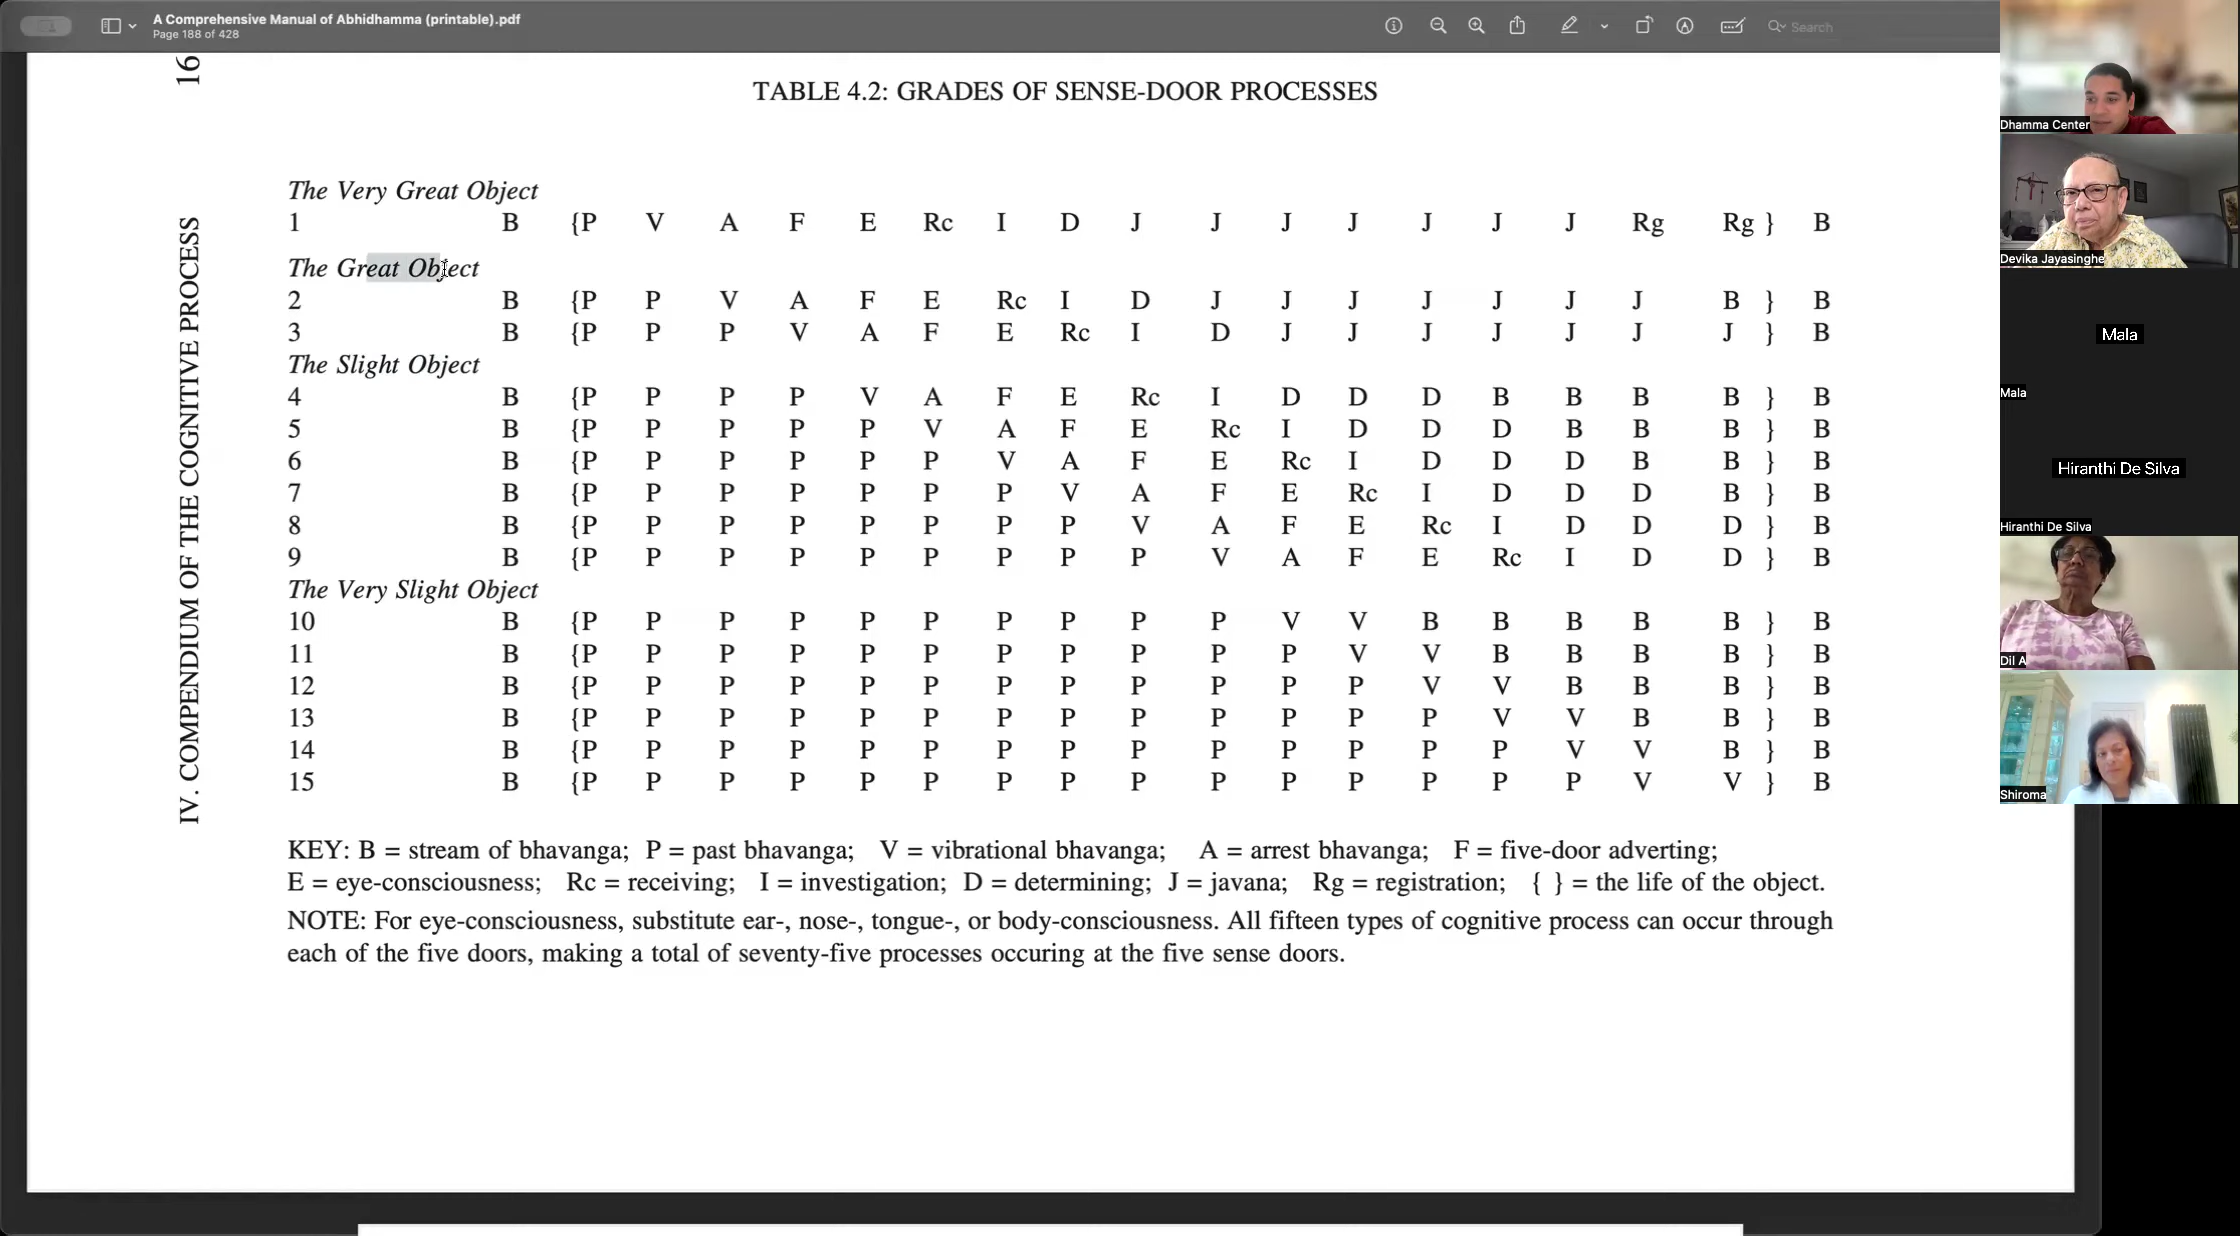 A Comprehensive Manual of Abhidhamma (printable).pdf
Page 188 of 428
Search
16
IV. COMPENDIUM OF THE COGNITIVE PROCESS
TABLE 4.2: GRADES OF SENSE-DOOR PROCESSES
The Very Great Object
1 B {P V A F E Rc I D J J J J J J J Rg Rg } B
The Great Object
2 B {P P V A F E Rc I D J J J J J J J B } B
3 B {P P P V A F E Rc I D J J J J J J J } B
The Slight Object
4 B {P P P P V A F E Rc I D D D B B B B } B
5 B {P P P P P V A F E Rc I D D D B B B } B
6 B {P P P P P P V A F E Rc I D D D B B } B
7 B {P P P P P P P V A F E Rc I D D D B } B
8 B {P P P P P P P P V A F E Rc I D D D } B
9 B {P P P P P P P P P V A F E Rc I D D } B
The Very Slight Object
10 B {P P P P P P P P P P V V B B B B B } B
11 B {P P P P P P P P P P P V V B B B B } B
12 B {P P P P P P P P P P P P V V B B B } B
13 B {P P P P P P P P P P P P P V V B B } B
14 B {P P P P P P P P P P P P P P V V B } B
15 B {P P P P P P P P P P P P P P P V V } B
KEY: B = stream of bhavanga; P = past bhavanga; V = vibrational bhavanga; A = arrest bhavanga; F = five-door adverting;
E = eye-consciousness; Rc = receiving; I = investigation; D = determining; J = javana; Rg = registration; { } = the life of the object.
NOTE: For eye-consciousness, substitute ear-, nose-, tongue-, or body-consciousness. All fifteen types of cognitive process can occur through
each of the five doors, making a total of seventy-five processes occuring at the five sense doors.
Dhamma Center
Devika Jayasinghe
Mala
Mala
Hiranthi De Silva
Hiranthi De Silva
Dil A
Shiroma